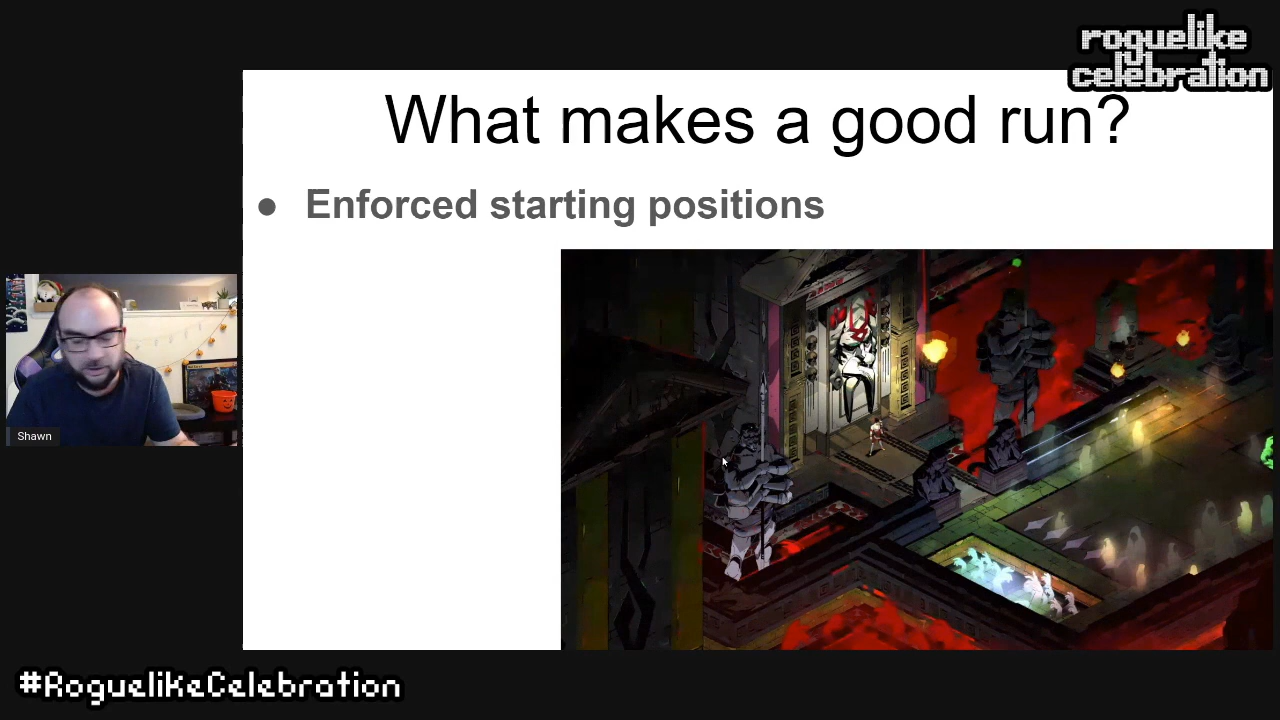 roguelike
celebration
What makes a good run?
● Enforced starting positions
Shawn
#RoguelikeCelebration